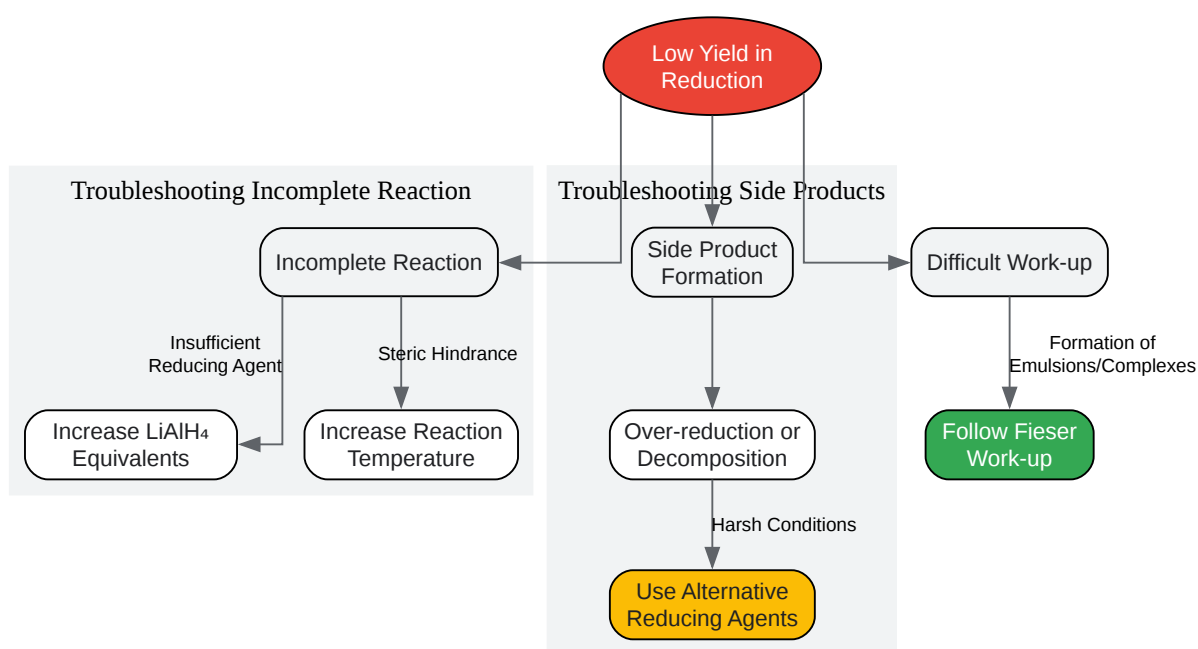 Low Yield in
Reduction
Troubleshooting Incomplete Reaction
Troubleshooting Side Products
Incomplete Reaction
Side Product
Formation
Difficult Work-up
Insufficient
Reducing Agent
Steric Hindrance
Formation of
Emulsions/Complexes
Increase LiAlH₄
Equivalents
Increase Reaction
Temperature
Over-reduction or
Decomposition
Follow Fieser
Work-up
Harsh Conditions
Use Alternative
Reducing Agents